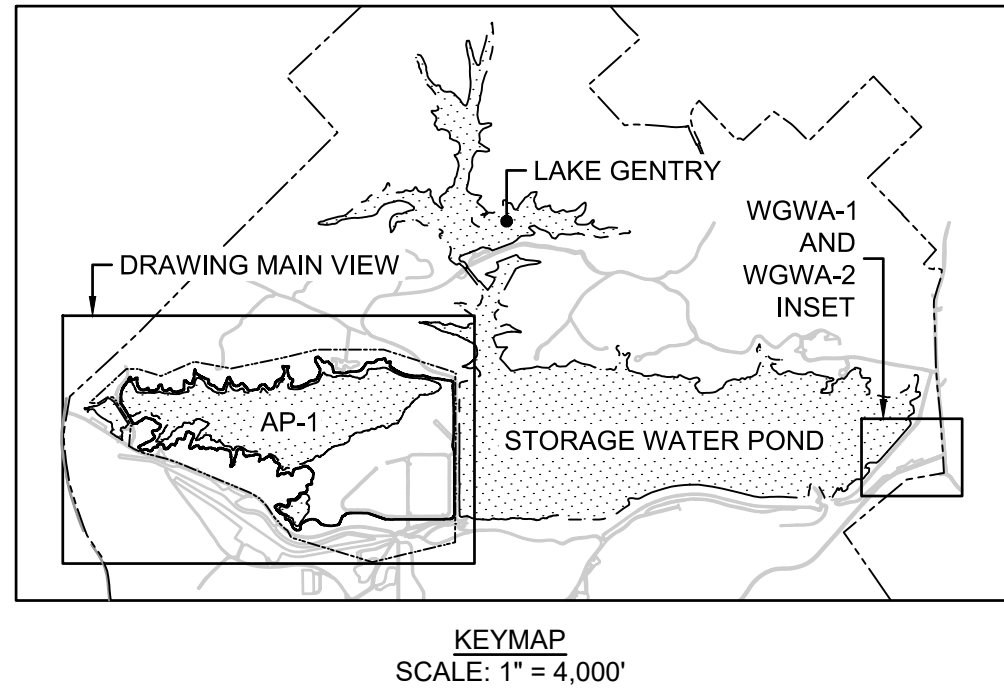 LAKE GENTRY
WGWA-1
AND
WGWA-2
INSET
DRAWING MAIN VIEW
AP-1
STORAGE WATER POND
KEYMAP
SCALE: 1" = 4,000'